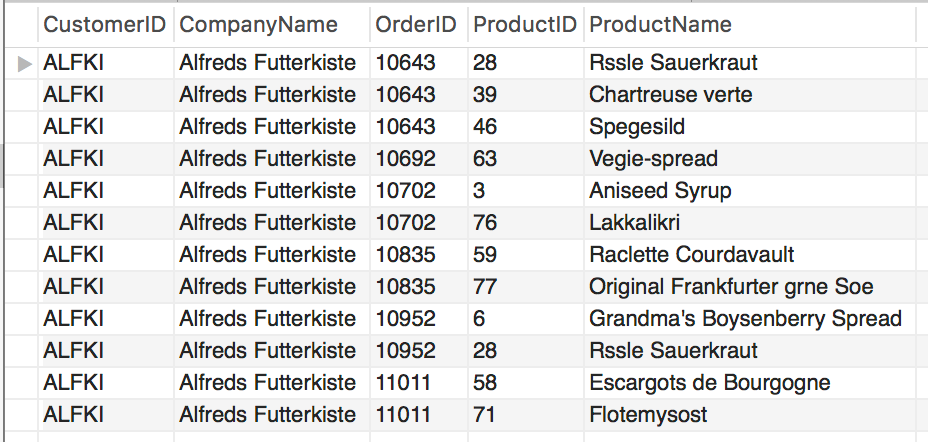 CustomerID CompanyName OrderID ProductID ProductName
ALFKI Alfreds Futterkiste 10643 28 Rssle Sauerkraut
ALFKI Alfreds Futterkiste 10643 39 Chartreuse verte
ALFKI Alfreds Futterkiste 10643 46 Spegesild
ALFKI Alfreds Futterkiste 10692 63 Vegie-spread
ALFKI Alfreds Futterkiste 10702 3 Aniseed Syrup
ALFKI Alfreds Futterkiste 10702 76 Lakkalikri
ALFKI Alfreds Futterkiste 10835 59 Raclette Courdavault
ALFKI Alfreds Futterkiste 10835 77 Original Frankfurter grne Soe
ALFKI Alfreds Futterkiste 10952 6 Grandma's Boysenberry Spread
ALFKI Alfreds Futterkiste 10952 28 Rssle Sauerkraut
ALFKI Alfreds Futterkiste 11011 58 Escargots de Bourgogne
ALFKI Alfreds Futterkiste 11011 71 Flotemysost